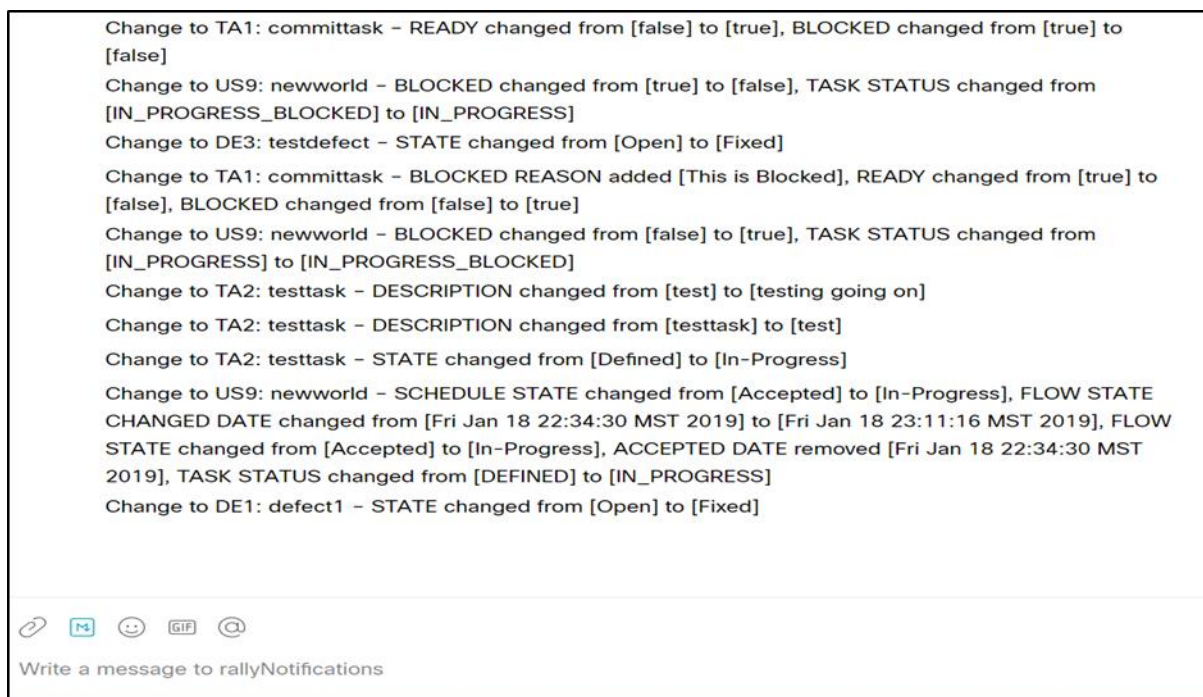 Change to TA1: committask – READY changed from [false] to [true], BLOCKED changed from [true] to
[false]
Change to US9: newworld – BLOCKED changed from [true] to [false], TASK STATUS changed from
[IN_PROGRESS_BLOCKED] to [IN_PROGRESS]
Change to DE3: testdefect – STATE changed from [Open] to [Fixed]
Change to TA1: committask – BLOCKED REASON added [This is Blocked], READY changed from [true] to
[false], BLOCKED changed from [false] to [true]
Change to US9: newworld – BLOCKED changed from [false] to [true], TASK STATUS changed from
[IN_PROGRESS] to [IN_PROGRESS_BLOCKED]
Change to TA2: testtask – DESCRIPTION changed from [test] to [testing going on]
Change to TA2: testtask – DESCRIPTION changed from [testtask] to [test]
Change to TA2: testtask – STATE changed from [Defined] to [In-Progress]
Change to US9: newworld – SCHEDULE STATE changed from [Accepted] to [In-Progress], FLOW STATE
CHANGED DATE changed from [Fri Jan 18 22:34:30 MST 2019] to [Fri Jan 18 23:11:16 MST 2019], FLOW
STATE changed from [Accepted] to [In-Progress], ACCEPTED DATE removed [Fri Jan 18 22:34:30 MST
2019], TASK STATUS changed from [DEFINED] to [IN_PROGRESS]
Change to DE1: defect1 – STATE changed from [Open] to [Fixed]
M GIF @
Write a message to rallyNotifications